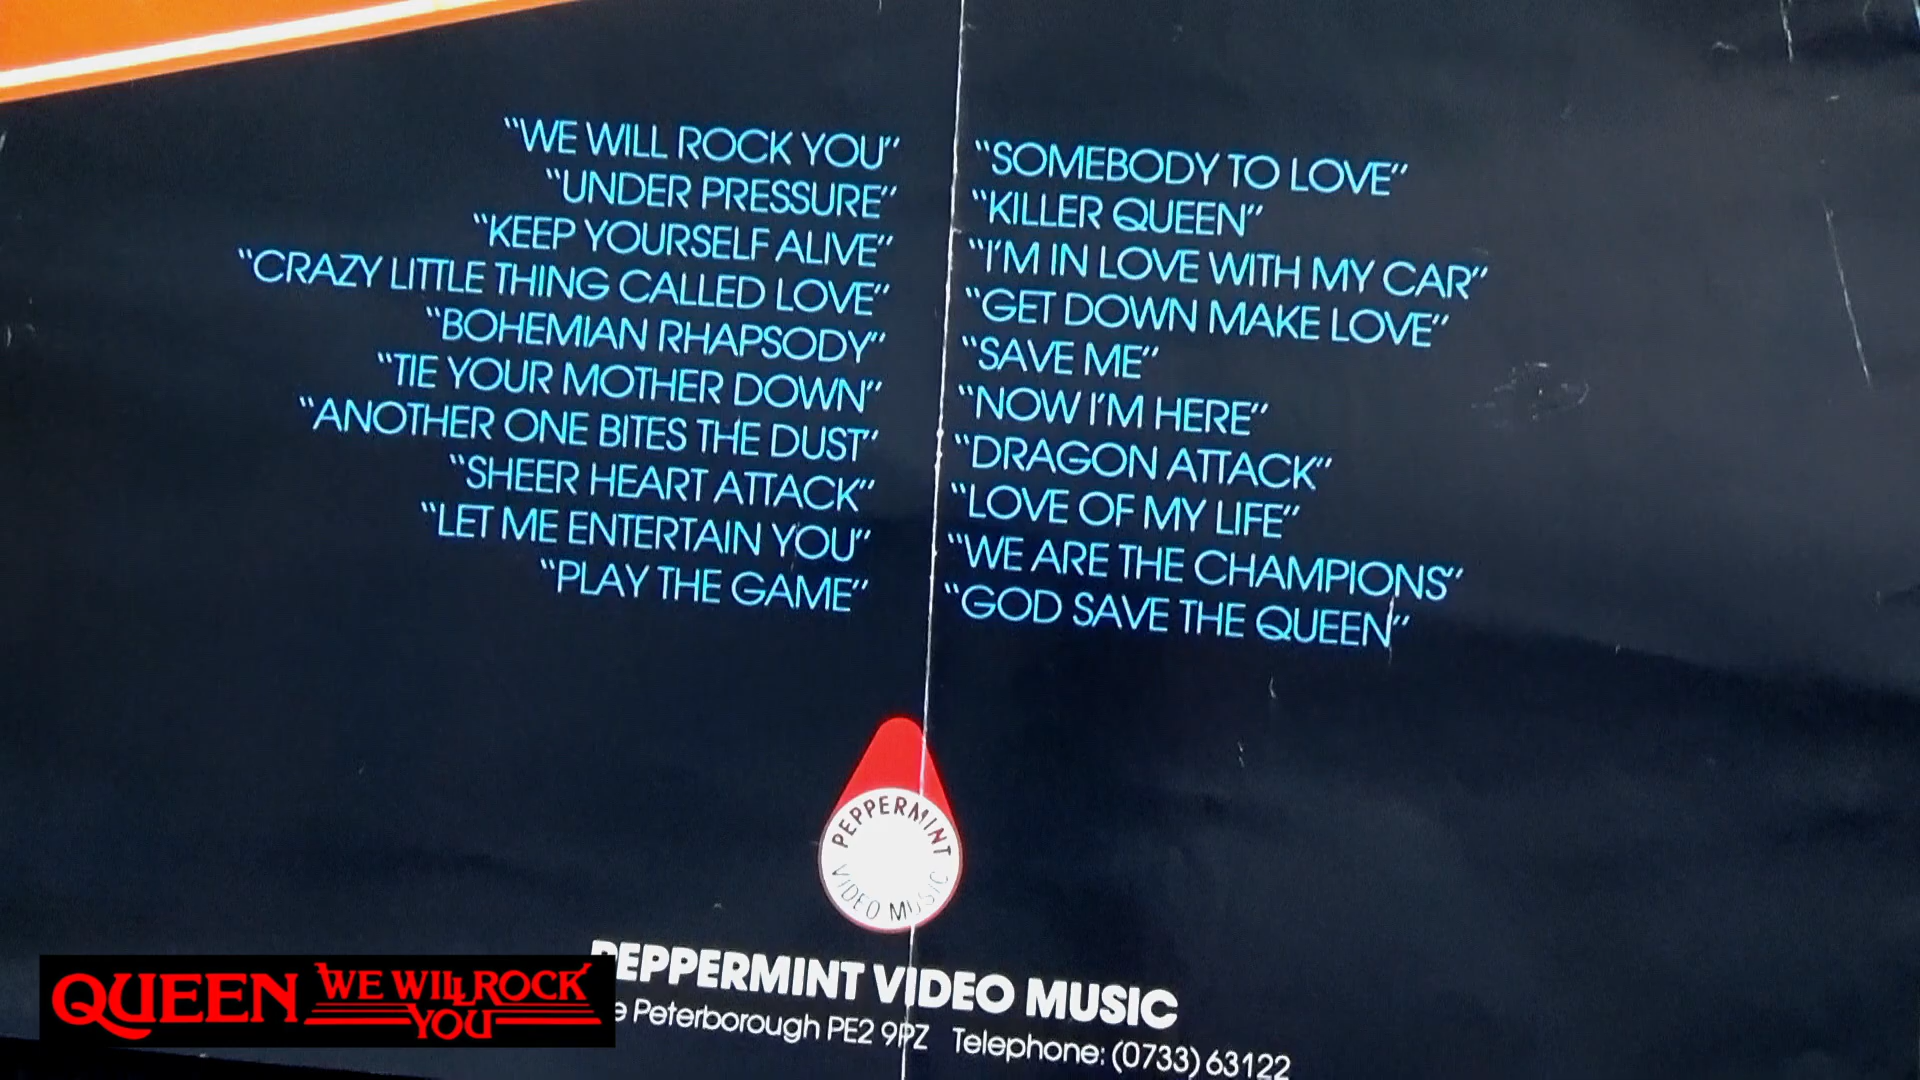 "WE WILL ROCK YOU"
"UNDER PRESSURE"
"KEEP YOURSELF ALIVE"
"CRAZY LITTLE THING CALLED LOVE"
"BOHEMIAN RHAPSODY"
"TIE YOUR MOTHER DOWN"
"ANOTHER ONE BITES THE DUST"
"SHEER HEART ATTACK"
"LET ME ENTERTAIN YOU"
"PLAY THE GAME"
"SOMEBODY TO LOVE"
"KILLER QUEEN"
"I'M IN LOVE WITH MY CAR"
"GET DOWN MAKE LOVE"
"SAVE ME"
"NOW I'M HERE"
"DRAGON ATTACK"
"LOVE OF MY LIFE"
"WE ARE THE CHAMPIONS"
"GOD SAVE THE QUEEN"
PEPPERMINT
VIDEO MUSIC
PEPPERMINT VIDEO MUSIC
Peterborough PE2 9PZ Telephone: (0733) 63122
QUEEN WE WILL ROCK
YOU